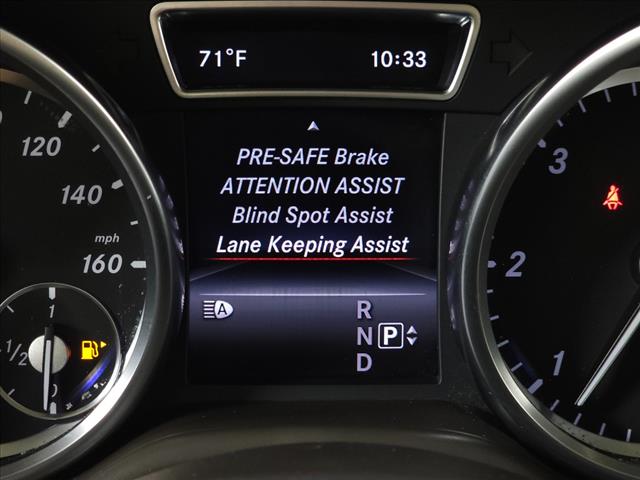 71°F 10:33
PRE-SAFE Brake
ATTENTION ASSIST
Blind Spot Assist
Lane Keeping Assist
120
140
mph
160
1
1/2
0
A
R
N P
D
3
2
1